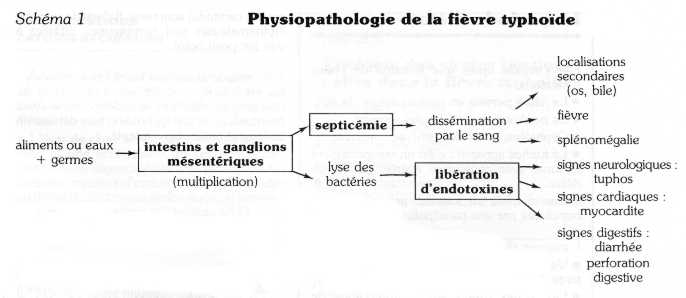 Schéma 1
Physiopathologie de la fièvre typhoïde
aliments ou eaux
+ germes
intestins et ganglions
mésentériques
(multiplication)
septicémie
dissémination
par le sang
localisations
secondaires
(os, bile)
fièvre
splénomégalie
lyse des
bactéries
libération
d'endotoxines
signes neurologiques :
tuphos
signes cardiaques :
myocardite
signes digestifs :
diarrhée
perforation
digestive